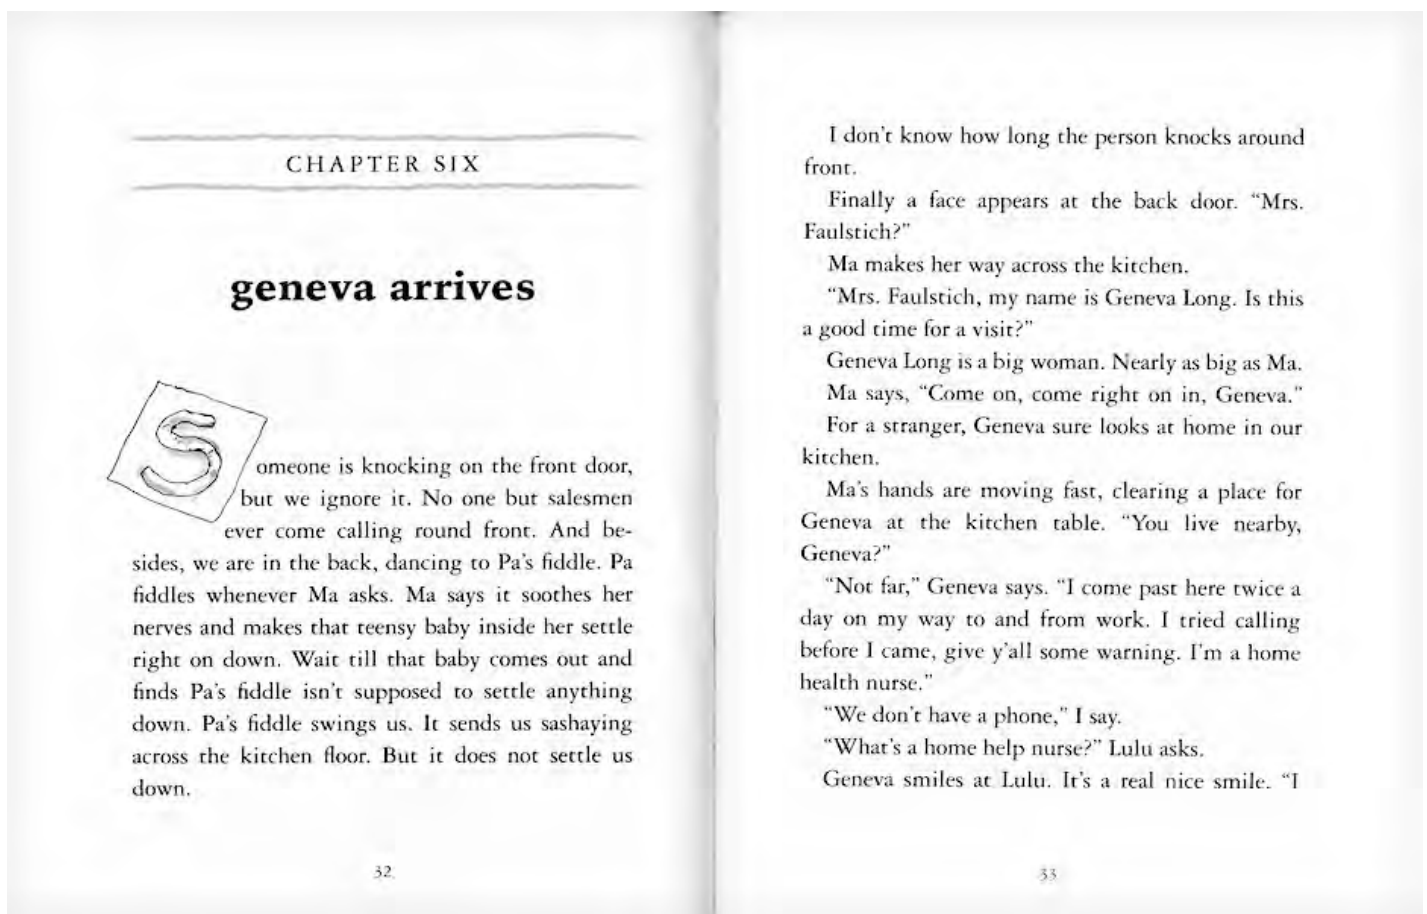 CHAPTER SIX
geneva arrives
Someone is knocking on the front door,
but we ignore it. No one but salesmen
ever come calling round front. And be-
sides, we are in the back, dancing to Pa's fiddle. Pa
fiddles whenever Ma asks. Ma says it soothes her
nerves and makes that teensy baby inside her settle
right on down. Wait till that baby comes out and
finds Pa's fiddle isn't supposed to settle anything
down. Pa's fiddle swings us. It sends us sashaying
across the kitchen floor. But it does not settle us
down.
32
I don't know how long the person knocks around
front.
Finally a face appears at the back door. “Mrs.
Faulstich?”
Ma makes her way across the kitchen.
“Mrs. Faulstich, my name is Geneva Long. Is this
a good time for a visit?”
Geneva Long is a big woman. Nearly as big as Ma.
Ma says, “Come on, come right on in, Geneva.”
For a stranger, Geneva sure looks at home in our
kitchen.
Ma's hands are moving fast, clearing a place for
Geneva at the kitchen table. “You live nearby,
Geneva?”
“Not far,” Geneva says. “I come past here twice a
day on my way to and from work. I tried calling
before I came, give y'all some warning. I'm a home
health nurse.”
“We don't have a phone,” I say.
“What's a home help nurse?” Lulu asks.
Geneva smiles at Lulu. It's a real nice smile. “I
33